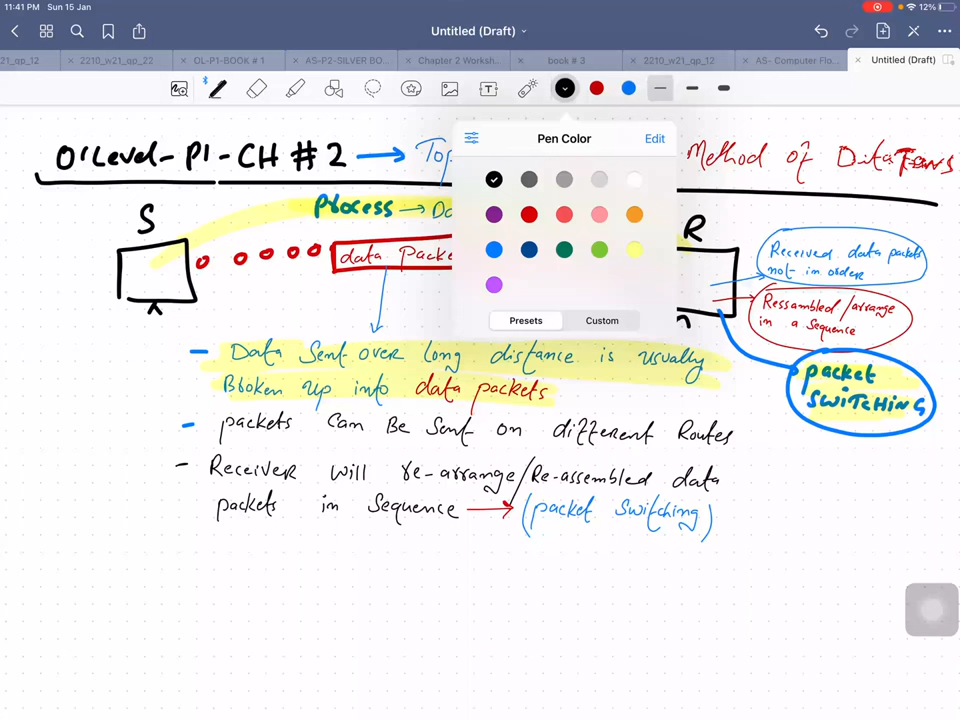 11:41 PM Sun 15 Jan
12%
Untitled (Draft)
21_qp_12
2210_w21_qp_22
OL-P1-BOOK # 1
AS-P2-SILVER BO...
Chapter 2 Worksh...
book # 3
2210_w21_qp_12
AS- Computer Flo...
Untitled (Draft)
Pen Color
Edit
Presets
Custom
O'Level-P1-CH #2 → Top
Method of Data Trans
S
Process → Da
R
data Packe
Received data packets
not in order
Ressambled/arrange
in a Sequence
packet
SWITCHING
- Data Sent over long distance is usually
Broken up into data packets
- packets can Be Sent on different Routes
- Receiver will re-arrange/Re-assembled data
packets in Sequence → (packet switching)